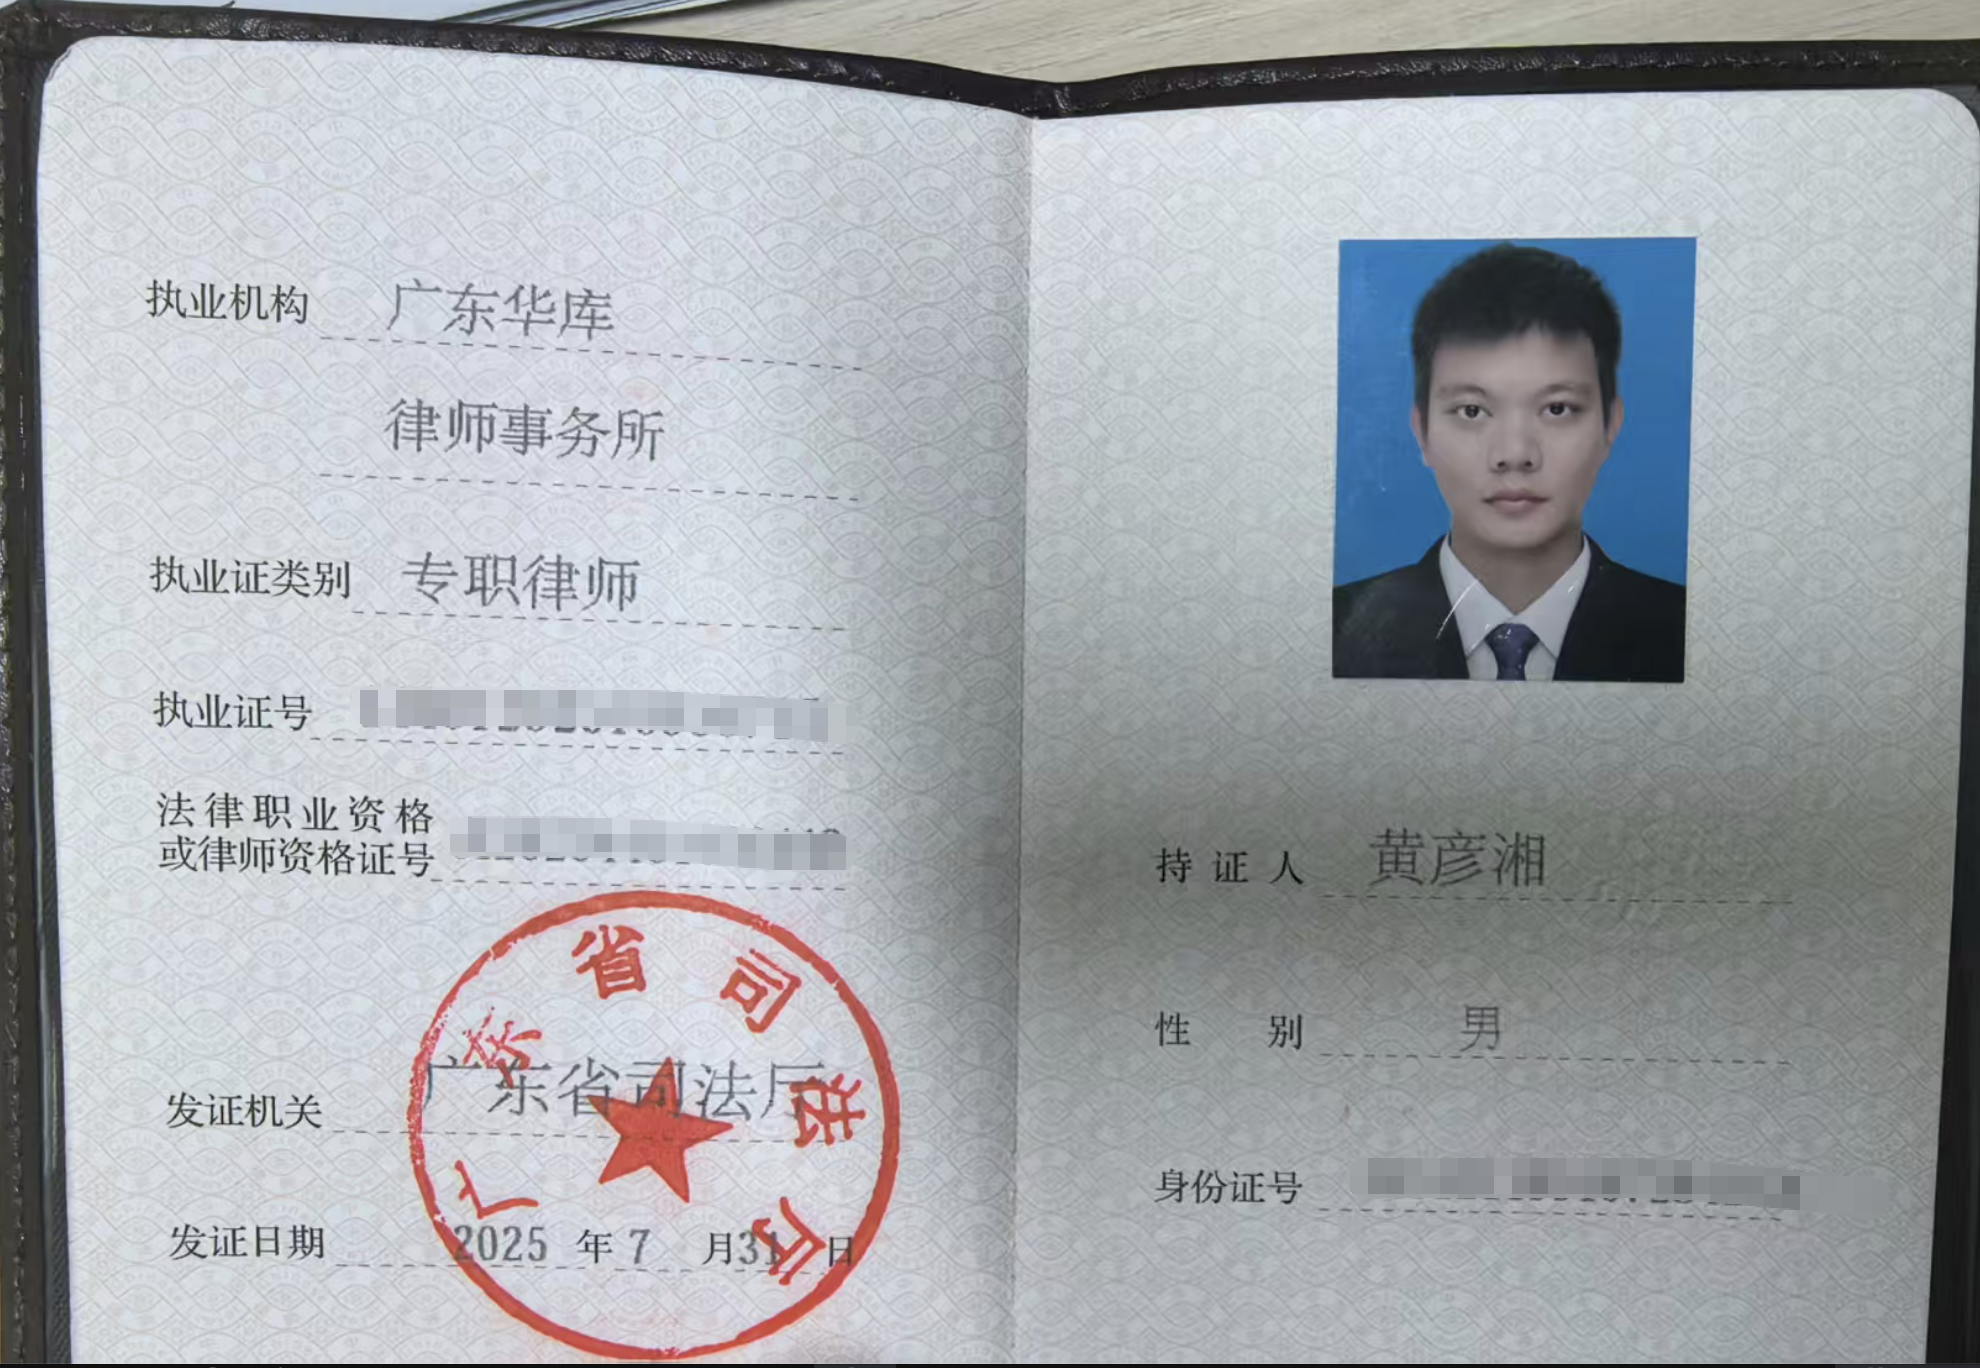 执业机构 广东华库
律师事务所
执业证类别 专职律师
执业证号
法律职业资格
或律师资格证号
发证机关 广东省司法厅
发证日期 2025 年 7 月 31 日
广东省司法厅
持证人 黄彦湘
性别 男
身份证号